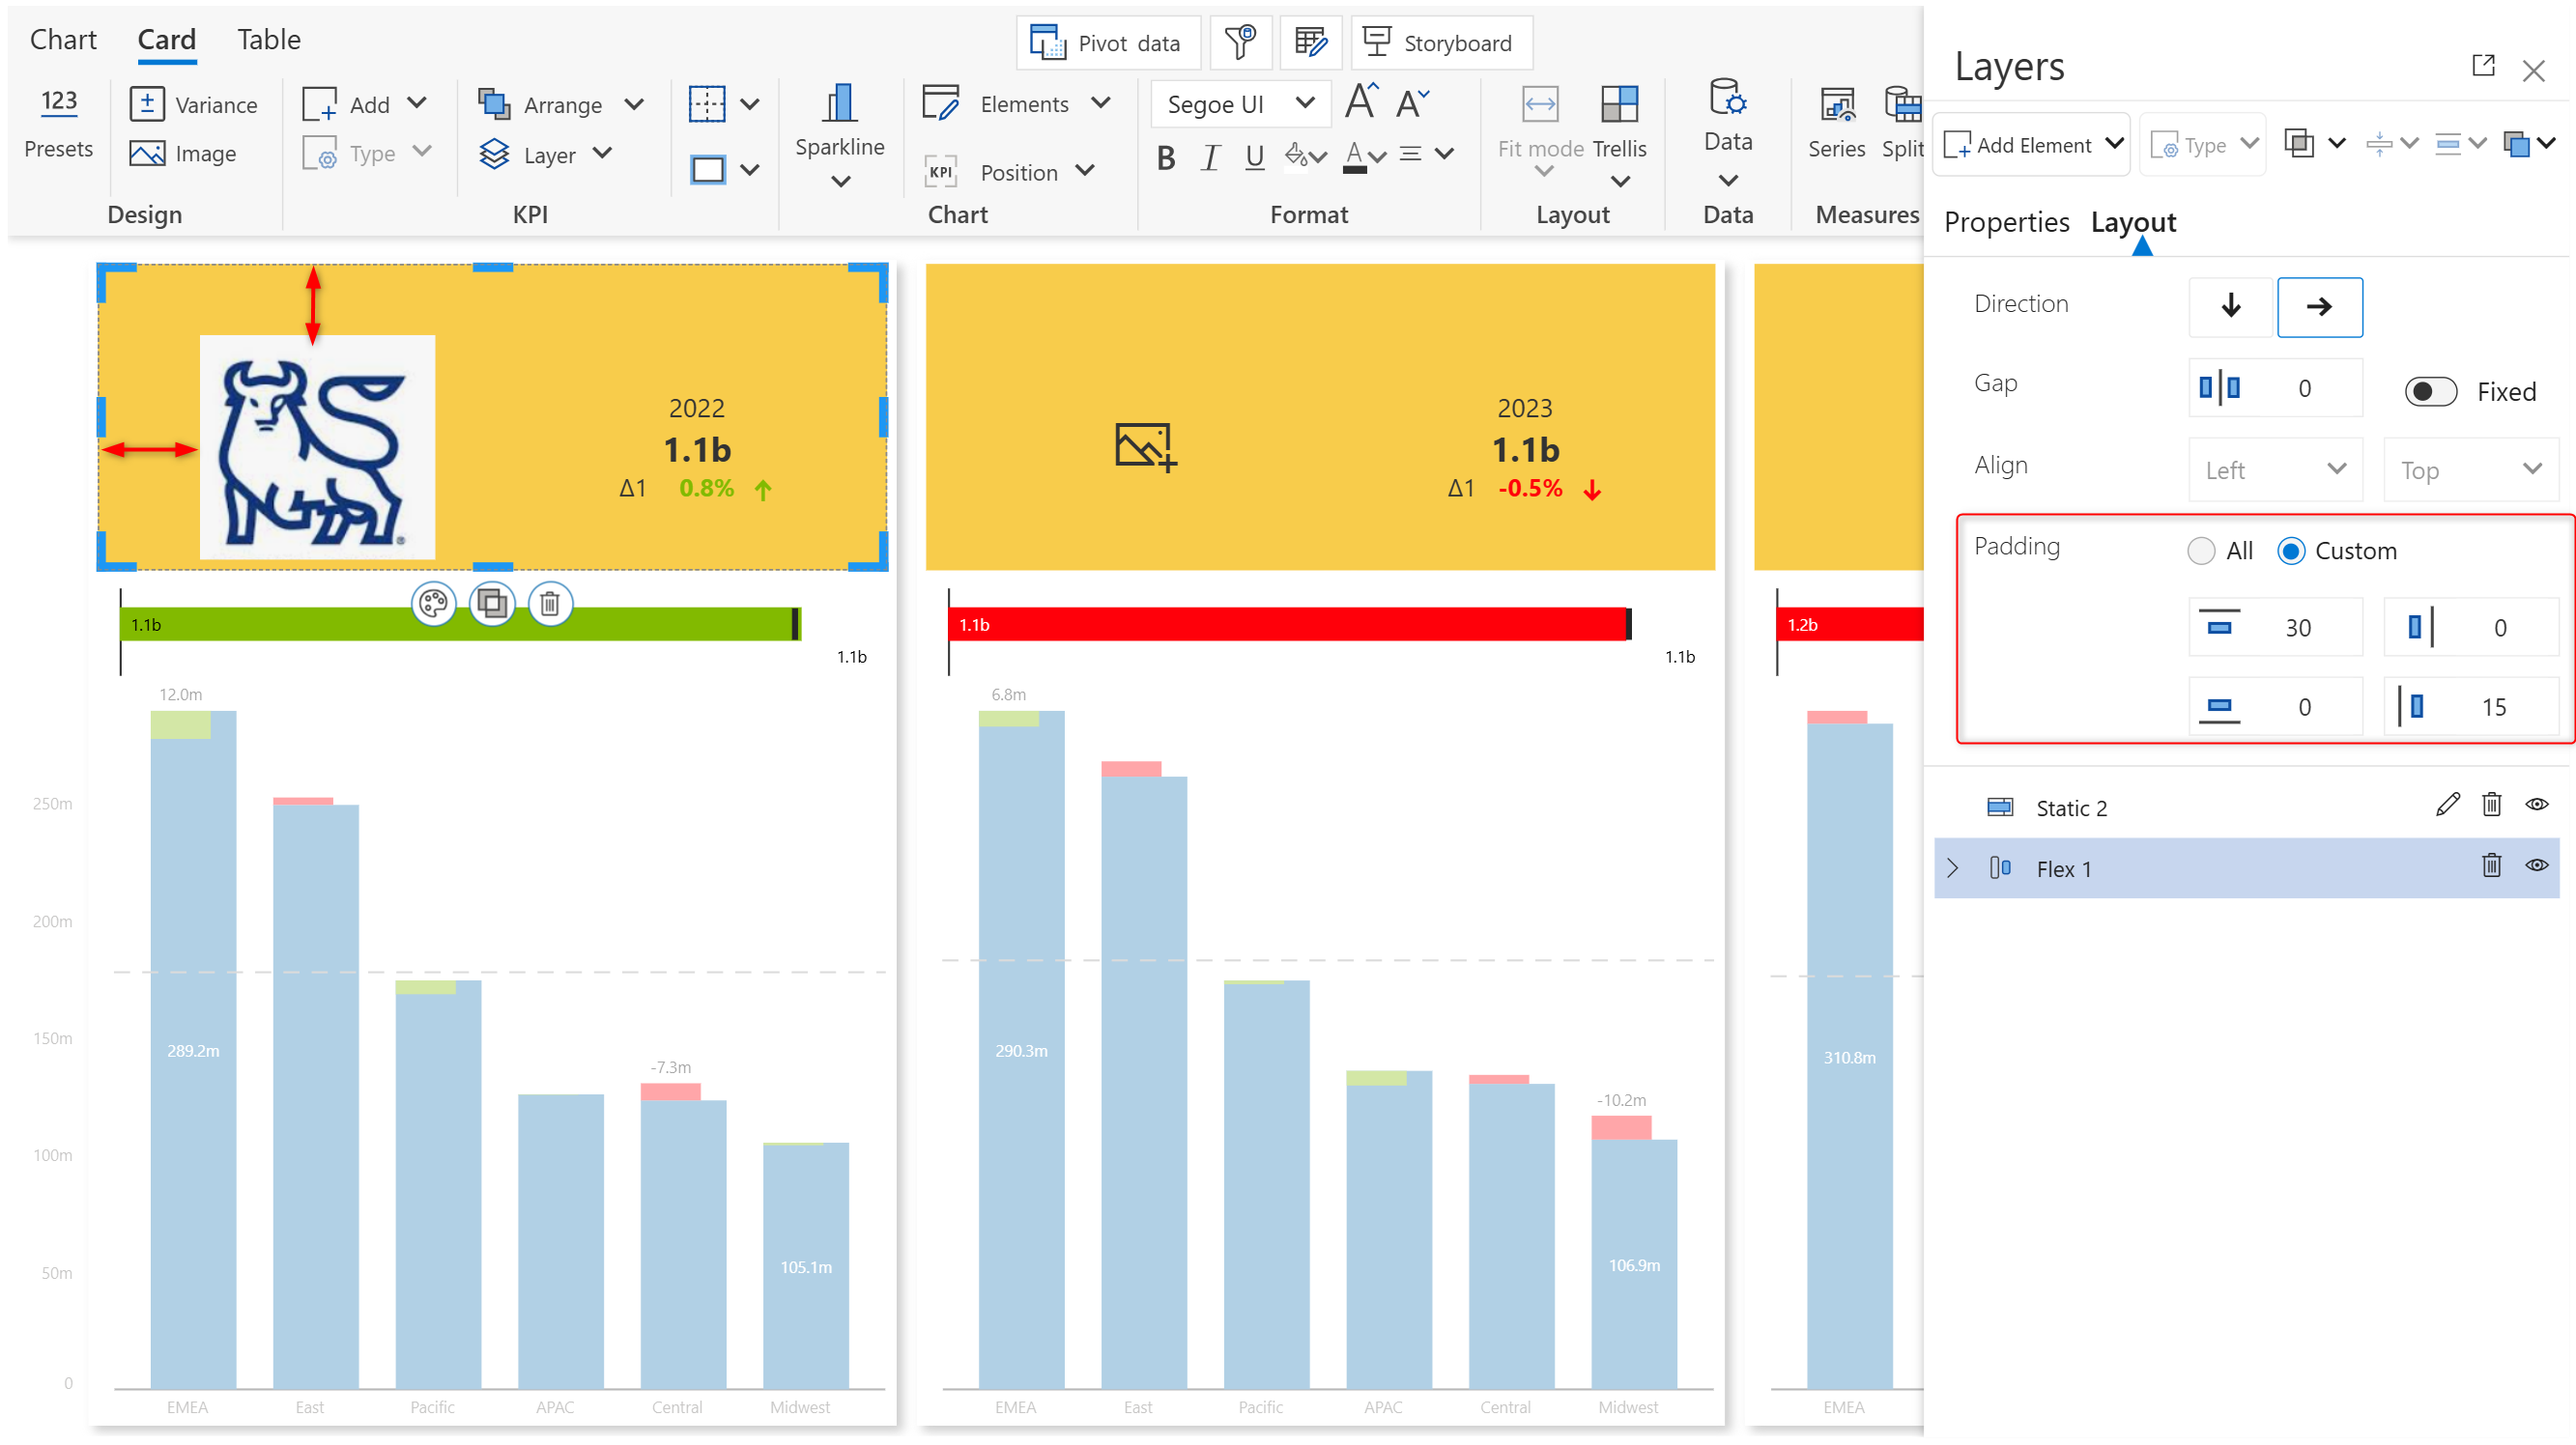 Chart Card Table
Pivot data Storyboard
123
Presets
Variance
Image
Design
Add
Type
Arrange
Layer
KPI
Sparkline
Elements
KPI Position
Chart
Segoe UI A A
B I U A
Format
Fit mode Trellis
Layout
Data
Data
Series Split
Measures
Layers
Add Element Type
Properties Layout
Direction
Gap 0 Fixed
Align Left Top
Padding All Custom
30 0
0 15
Static 2
Flex 1
2022
1.1b
Δ1 0.8%
2023
1.1b
Δ1 -0.5%
1.1b
1.1b
1.1b
1.1b
1.2b
12.0m
289.2m
-7.3m
105.1m
6.8m
290.3m
-10.2m
106.9m
310.8m
250m
200m
150m
100m
50m
0
EMEA East Pacific APAC Central Midwest
EMEA East Pacific APAC Central Midwest
EMEA